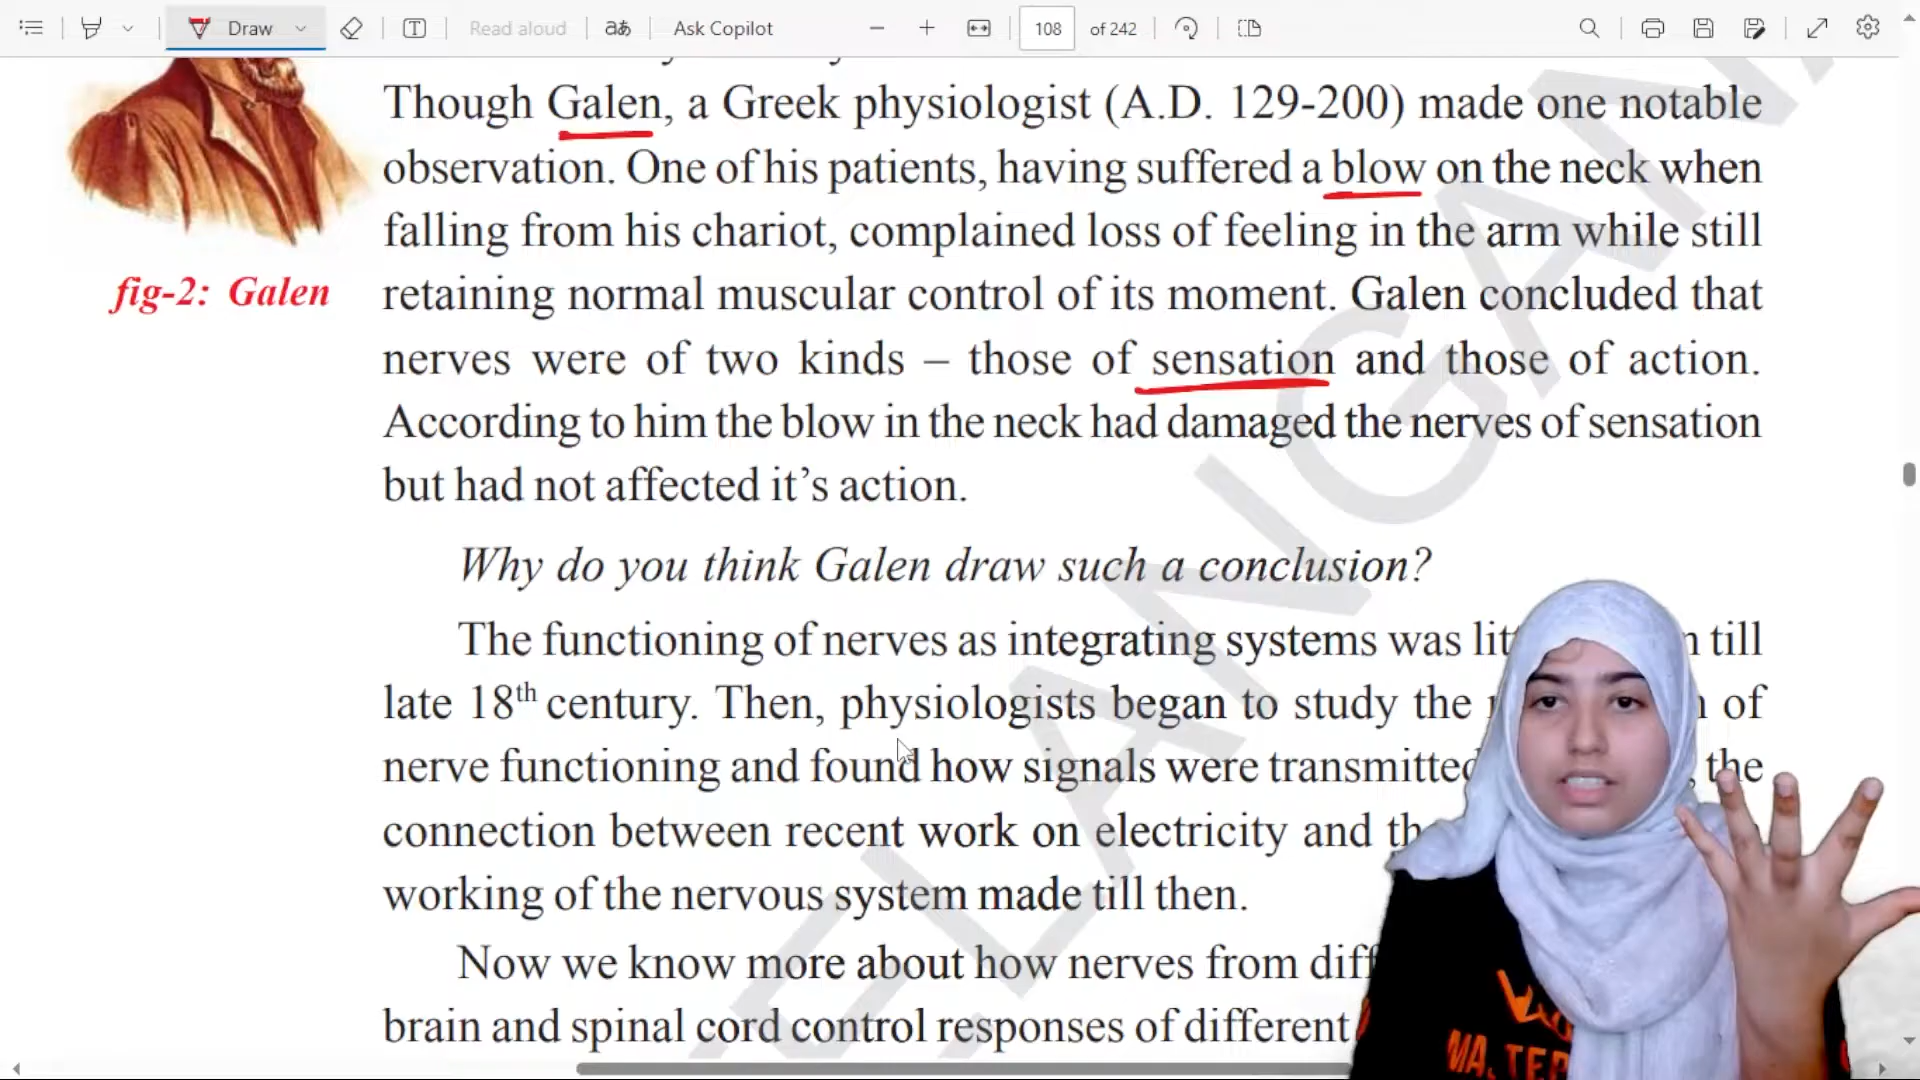 Draw
Read aloud
aあ
Ask Copilot
108
of 242
Though Galen, a Greek physiologist (A.D. 129-200) made one notable
observation. One of his patients, having suffered a blow on the neck when
falling from his chariot, complained loss of feeling in the arm while still
fig-2: Galen
retaining normal muscular control of its moment. Galen concluded that
nerves were of two kinds – those of sensation and those of action.
According to him the blow in the neck had damaged the nerves of sensation
but had not affected it's action.
Why do you think Galen draw such a conclusion?
The functioning of nerves as integrating systems was till
late 18th century. Then, physiologists began to study the of
nerve functioning and found how signals were transmitted the
connection between recent work on electricity and
working of the nervous system made till then.
Now we know more about how nerves from
brain and spinal cord control responses of different